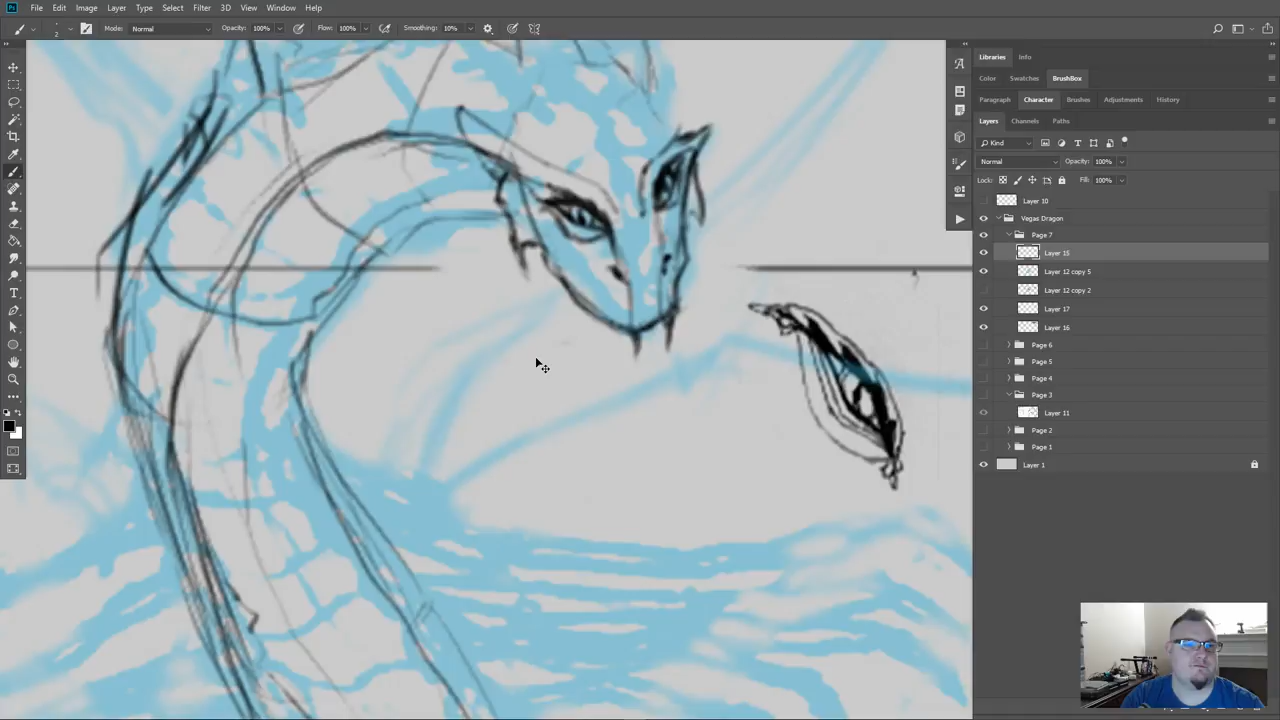 Ps File Edit Image Layer Type Select Filter 3D View Window Help
2 Mode: Normal Opacity: 100% Flow: 100% Smoothing: 10%
Libraries Info
Color Swatches BrushBox
Paragraph Character Brushes Adjustments History
Layers Channels Paths
Kind
Normal Opacity: 100%
Lock: Fill: 100%
Layer 10
Vegas Dragon
Page 7
Layer 15
Layer 12 copy 5
Layer 12 copy 2
Layer 17
Layer 16
Page 6
Page 5
Page 4
Page 3
Layer 11
Page 2
Page 1
Layer 1